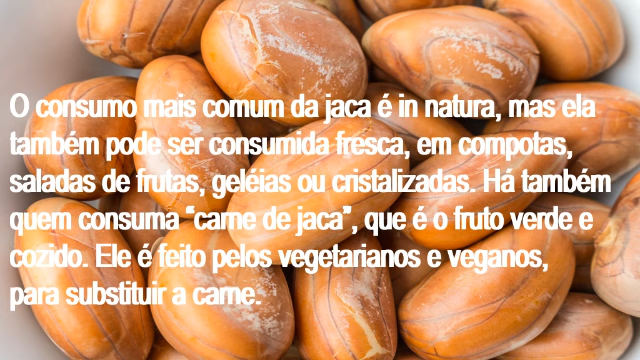 O consumo mais comum da jaca é in natura, mas ela
também pode ser consumida fresca, em compotas,
saladas de frutas, geléias ou cristalizadas. Há também
quem consuma “carne de jaca”, que é o fruto verde e
cozido. Ele é feito pelos vegetarianos e veganos,
para substituir a carne.